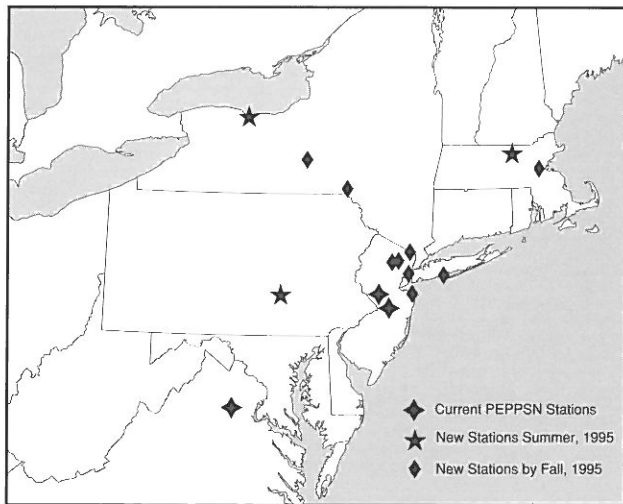 Current PEPPSN Stations
New Stations Summer, 1995
New Stations by Fall, 1995